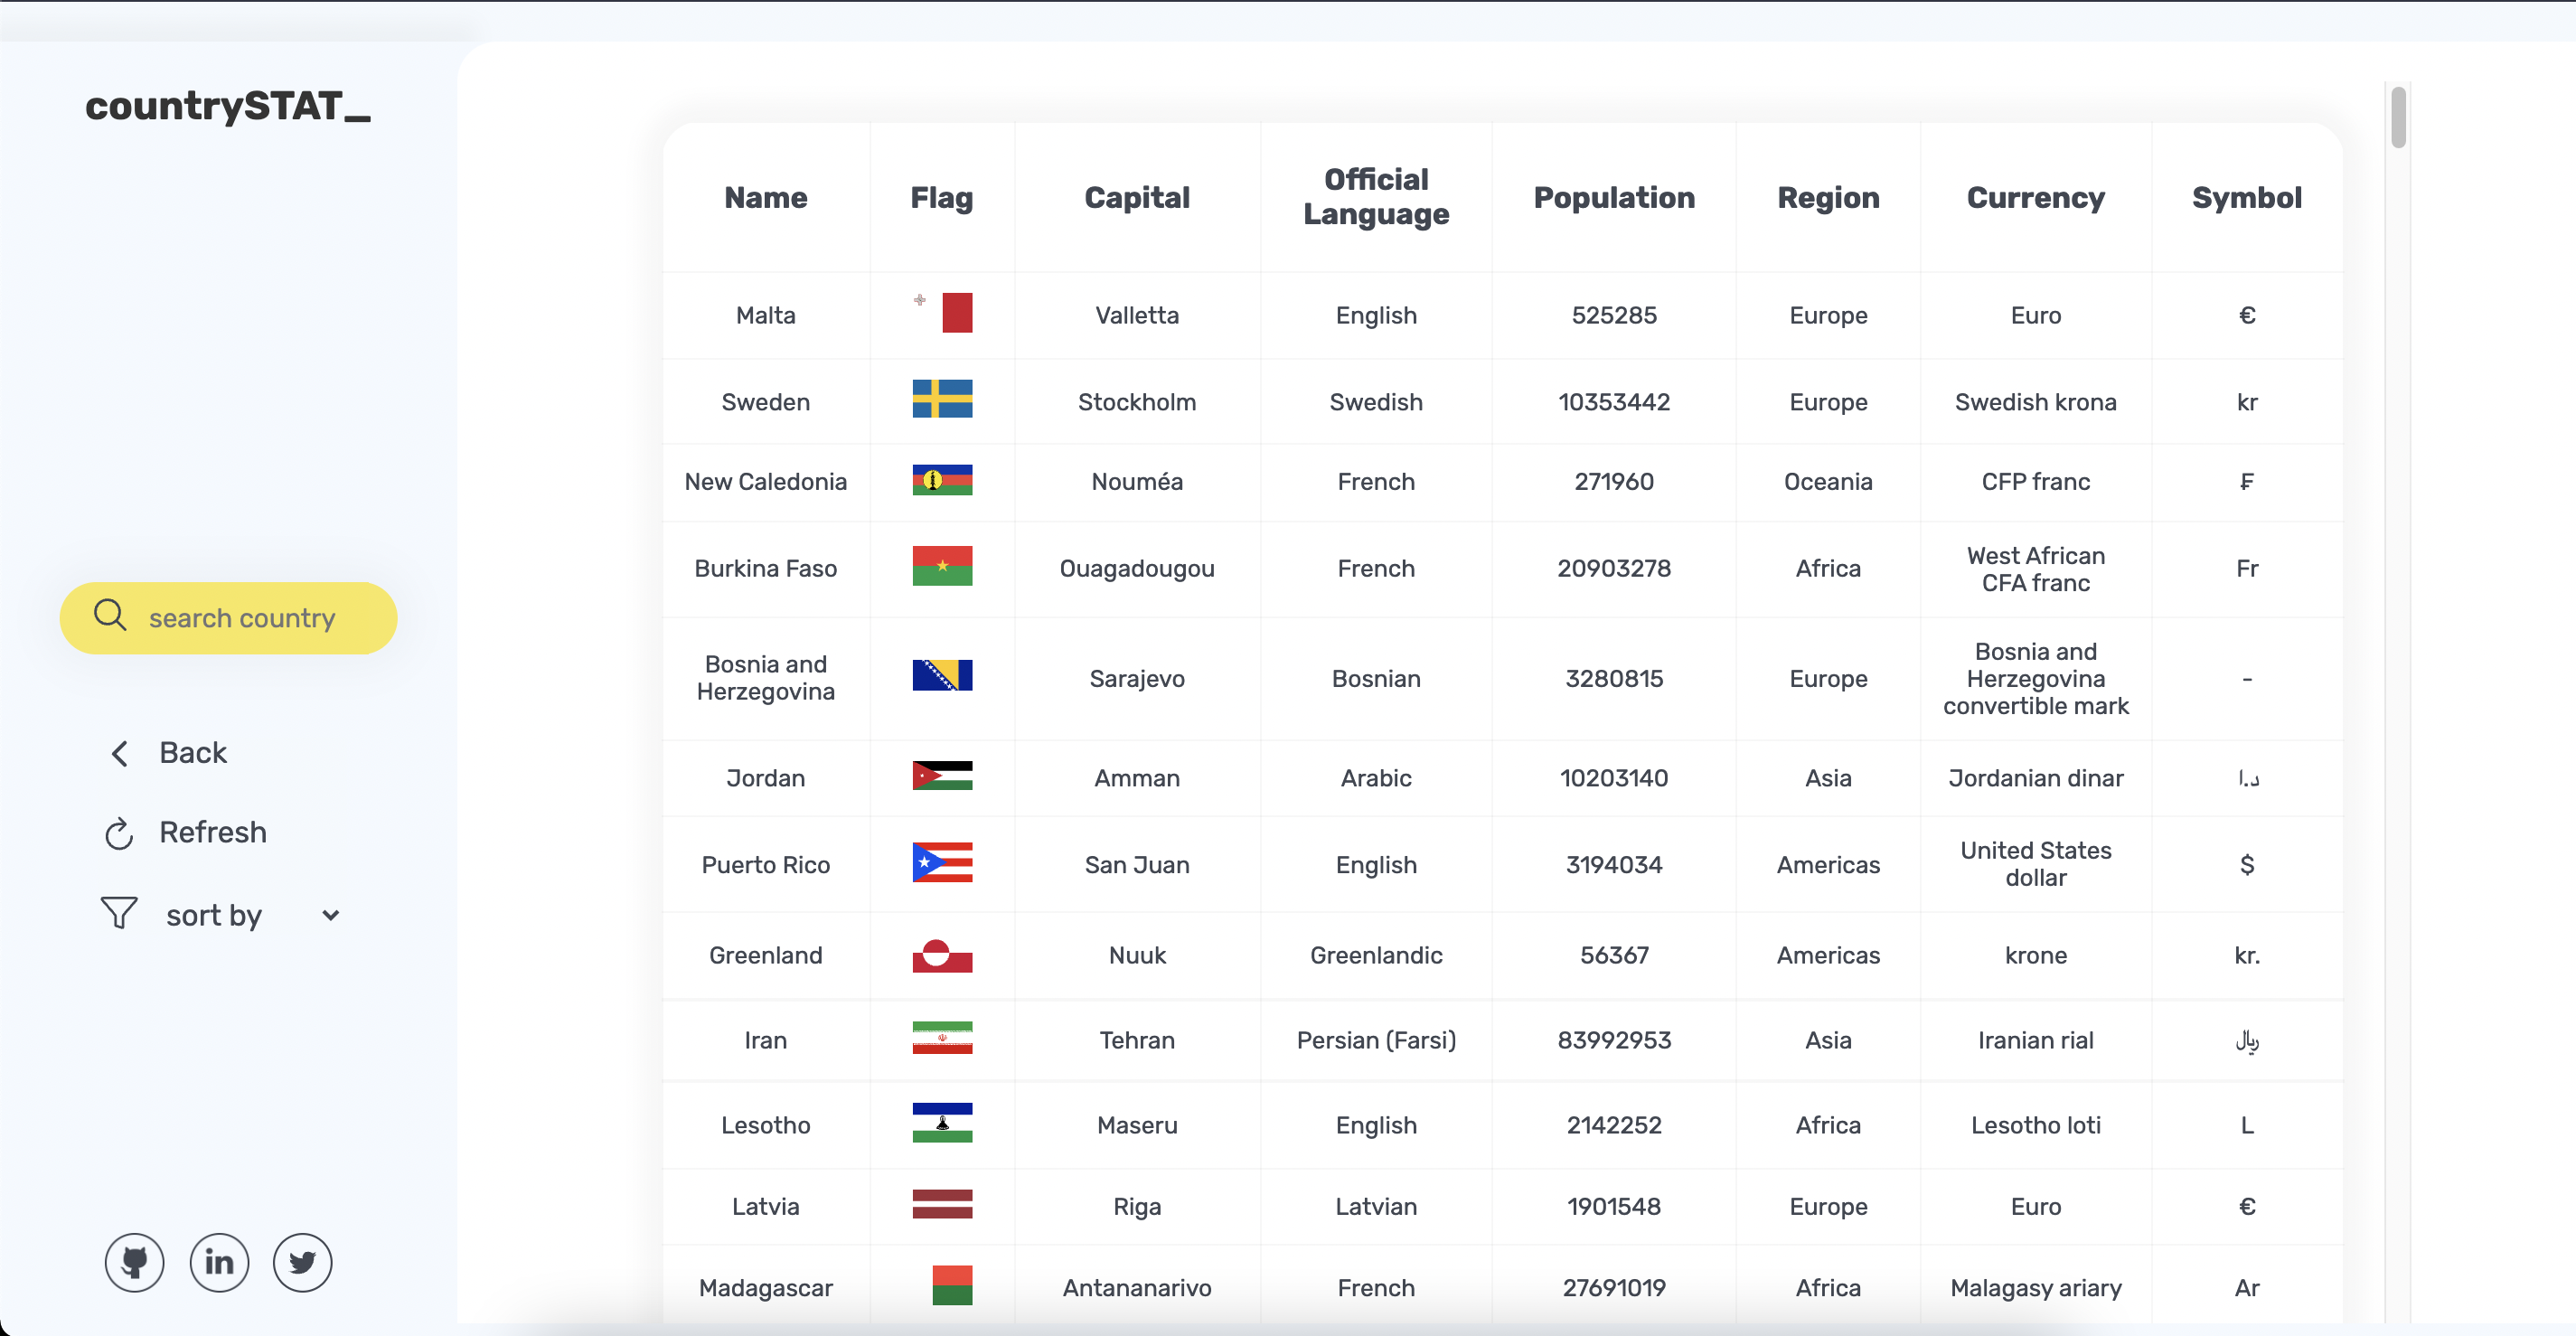 countrySTAT_
search country
Back
Refresh
sort by
Name Flag Capital Official Language Population Region Currency Symbol
Malta Valletta English 525285 Europe Euro €
Sweden Stockholm Swedish 10353442 Europe Swedish krona kr
New Caledonia Nouméa French 271960 Oceania CFP franc ₣
Burkina Faso Ouagadougou French 20903278 Africa West African CFA franc Fr
Bosnia and Herzegovina Sarajevo Bosnian 3280815 Europe Bosnia and Herzegovina convertible mark -
Jordan Amman Arabic 10203140 Asia Jordanian dinar د.ا
Puerto Rico San Juan English 3194034 Americas United States dollar $
Greenland Nuuk Greenlandic 56367 Americas krone kr.
Iran Tehran Persian (Farsi) 83992953 Asia Iranian rial ﷼
Lesotho Maseru English 2142252 Africa Lesotho loti L
Latvia Riga Latvian 1901548 Europe Euro €
Madagascar Antananarivo French 27691019 Africa Malagasy ariary Ar
in